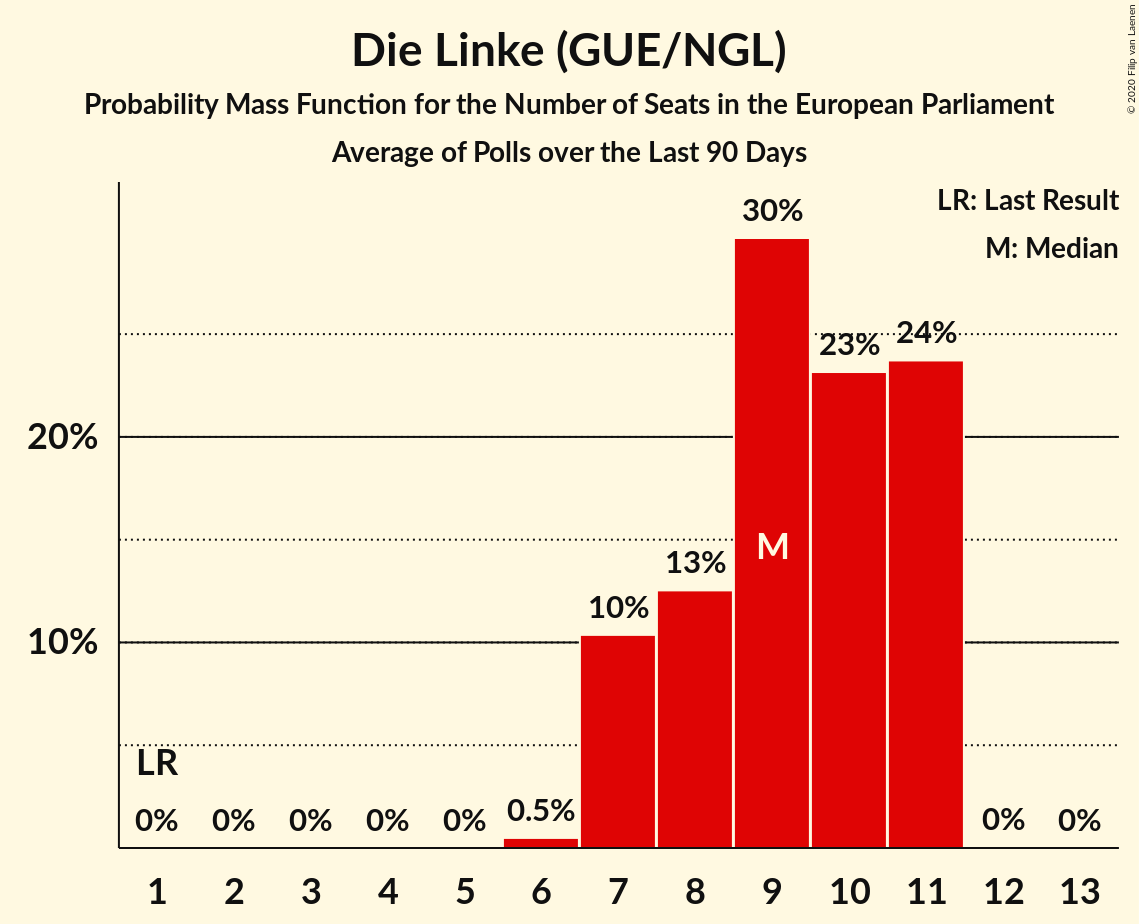 © 2020 Filip van Laenen
Die Linke (GUE/NGL)
Probability Mass Function for the Number of Seats in the European Parliament
Average of Polls over the Last 90 Days
LR: Last Result
M: Median
30%
24%
23%
20%
M
13%
10%
10%
LR
0% 0% 0% 0% 0% 0.5% 0% 0%
1 2 3 4 5 6 7 8 9 10 11 12 13